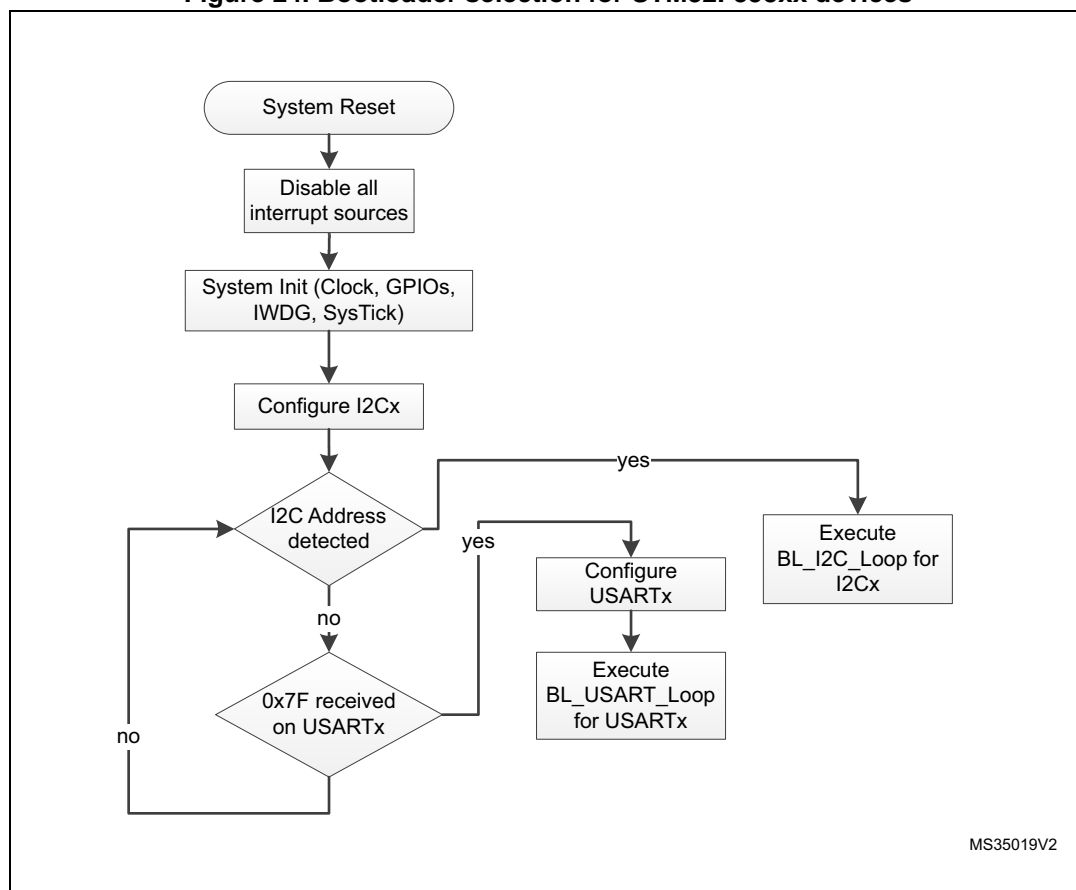 System Reset
Disable all
interrupt sources
System Init (Clock, GPIOs,
IWDG, SysTick)
Configure I2Cx
I2C Address
detected
yes
Execute
BL_I2C_Loop for
I2Cx
yes
Configure
USARTx
no
0x7F received
on USARTx
Execute
BL_USART_Loop
for USARTx
no
MS35019V2